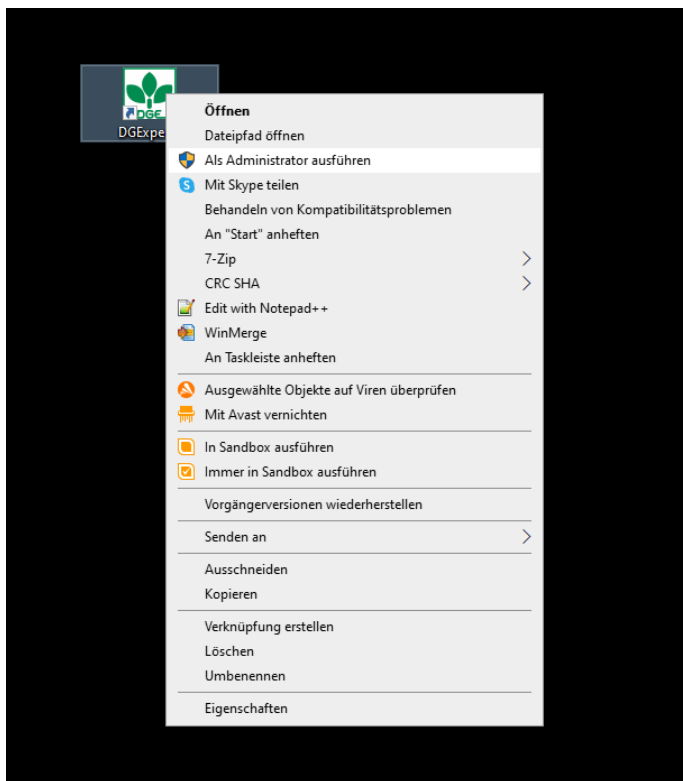 DGE
DGExpe
Öffnen
Dateipfad öffnen
Als Administrator ausführen
Mit Skype teilen
Behandeln von Kompatibilitätsproblemen
An "Start" anheften
7-Zip
CRC SHA
Edit with Notepad++
WinMerge
An Taskleiste anheften
Ausgewählte Objekte auf Viren überprüfen
Mit Avast vernichten
In Sandbox ausführen
Immer in Sandbox ausführen
Vorgängerversionen wiederherstellen
Senden an
Ausschneiden
Kopieren
Verknüpfung erstellen
Löschen
Umbenennen
Eigenschaften